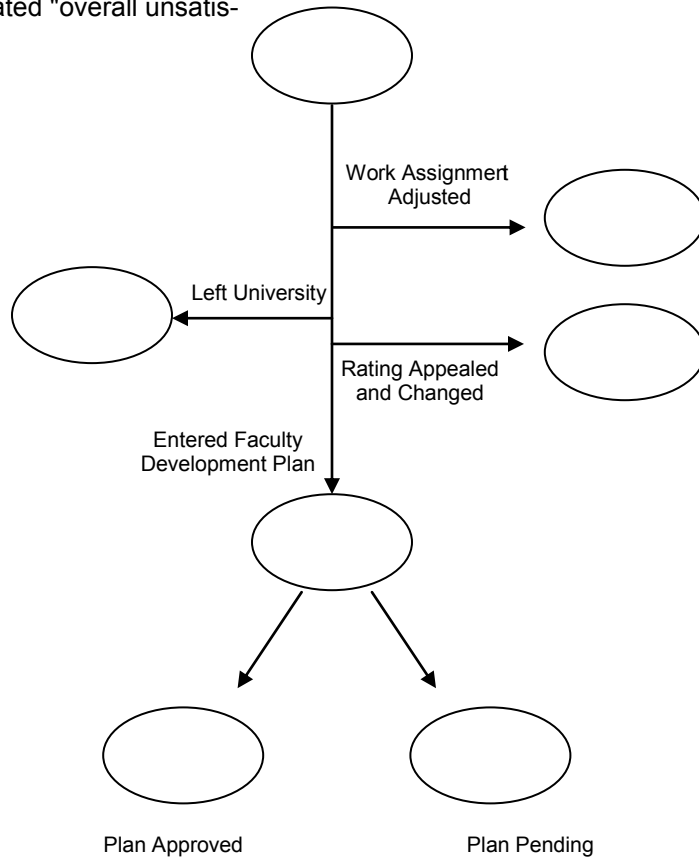 ated "overall unsatis-
Work Assignmert
Adjusted
Left University
Rating Appealed
and Changed
Entered Faculty
Development Plan
Plan Approved
Plan Pending